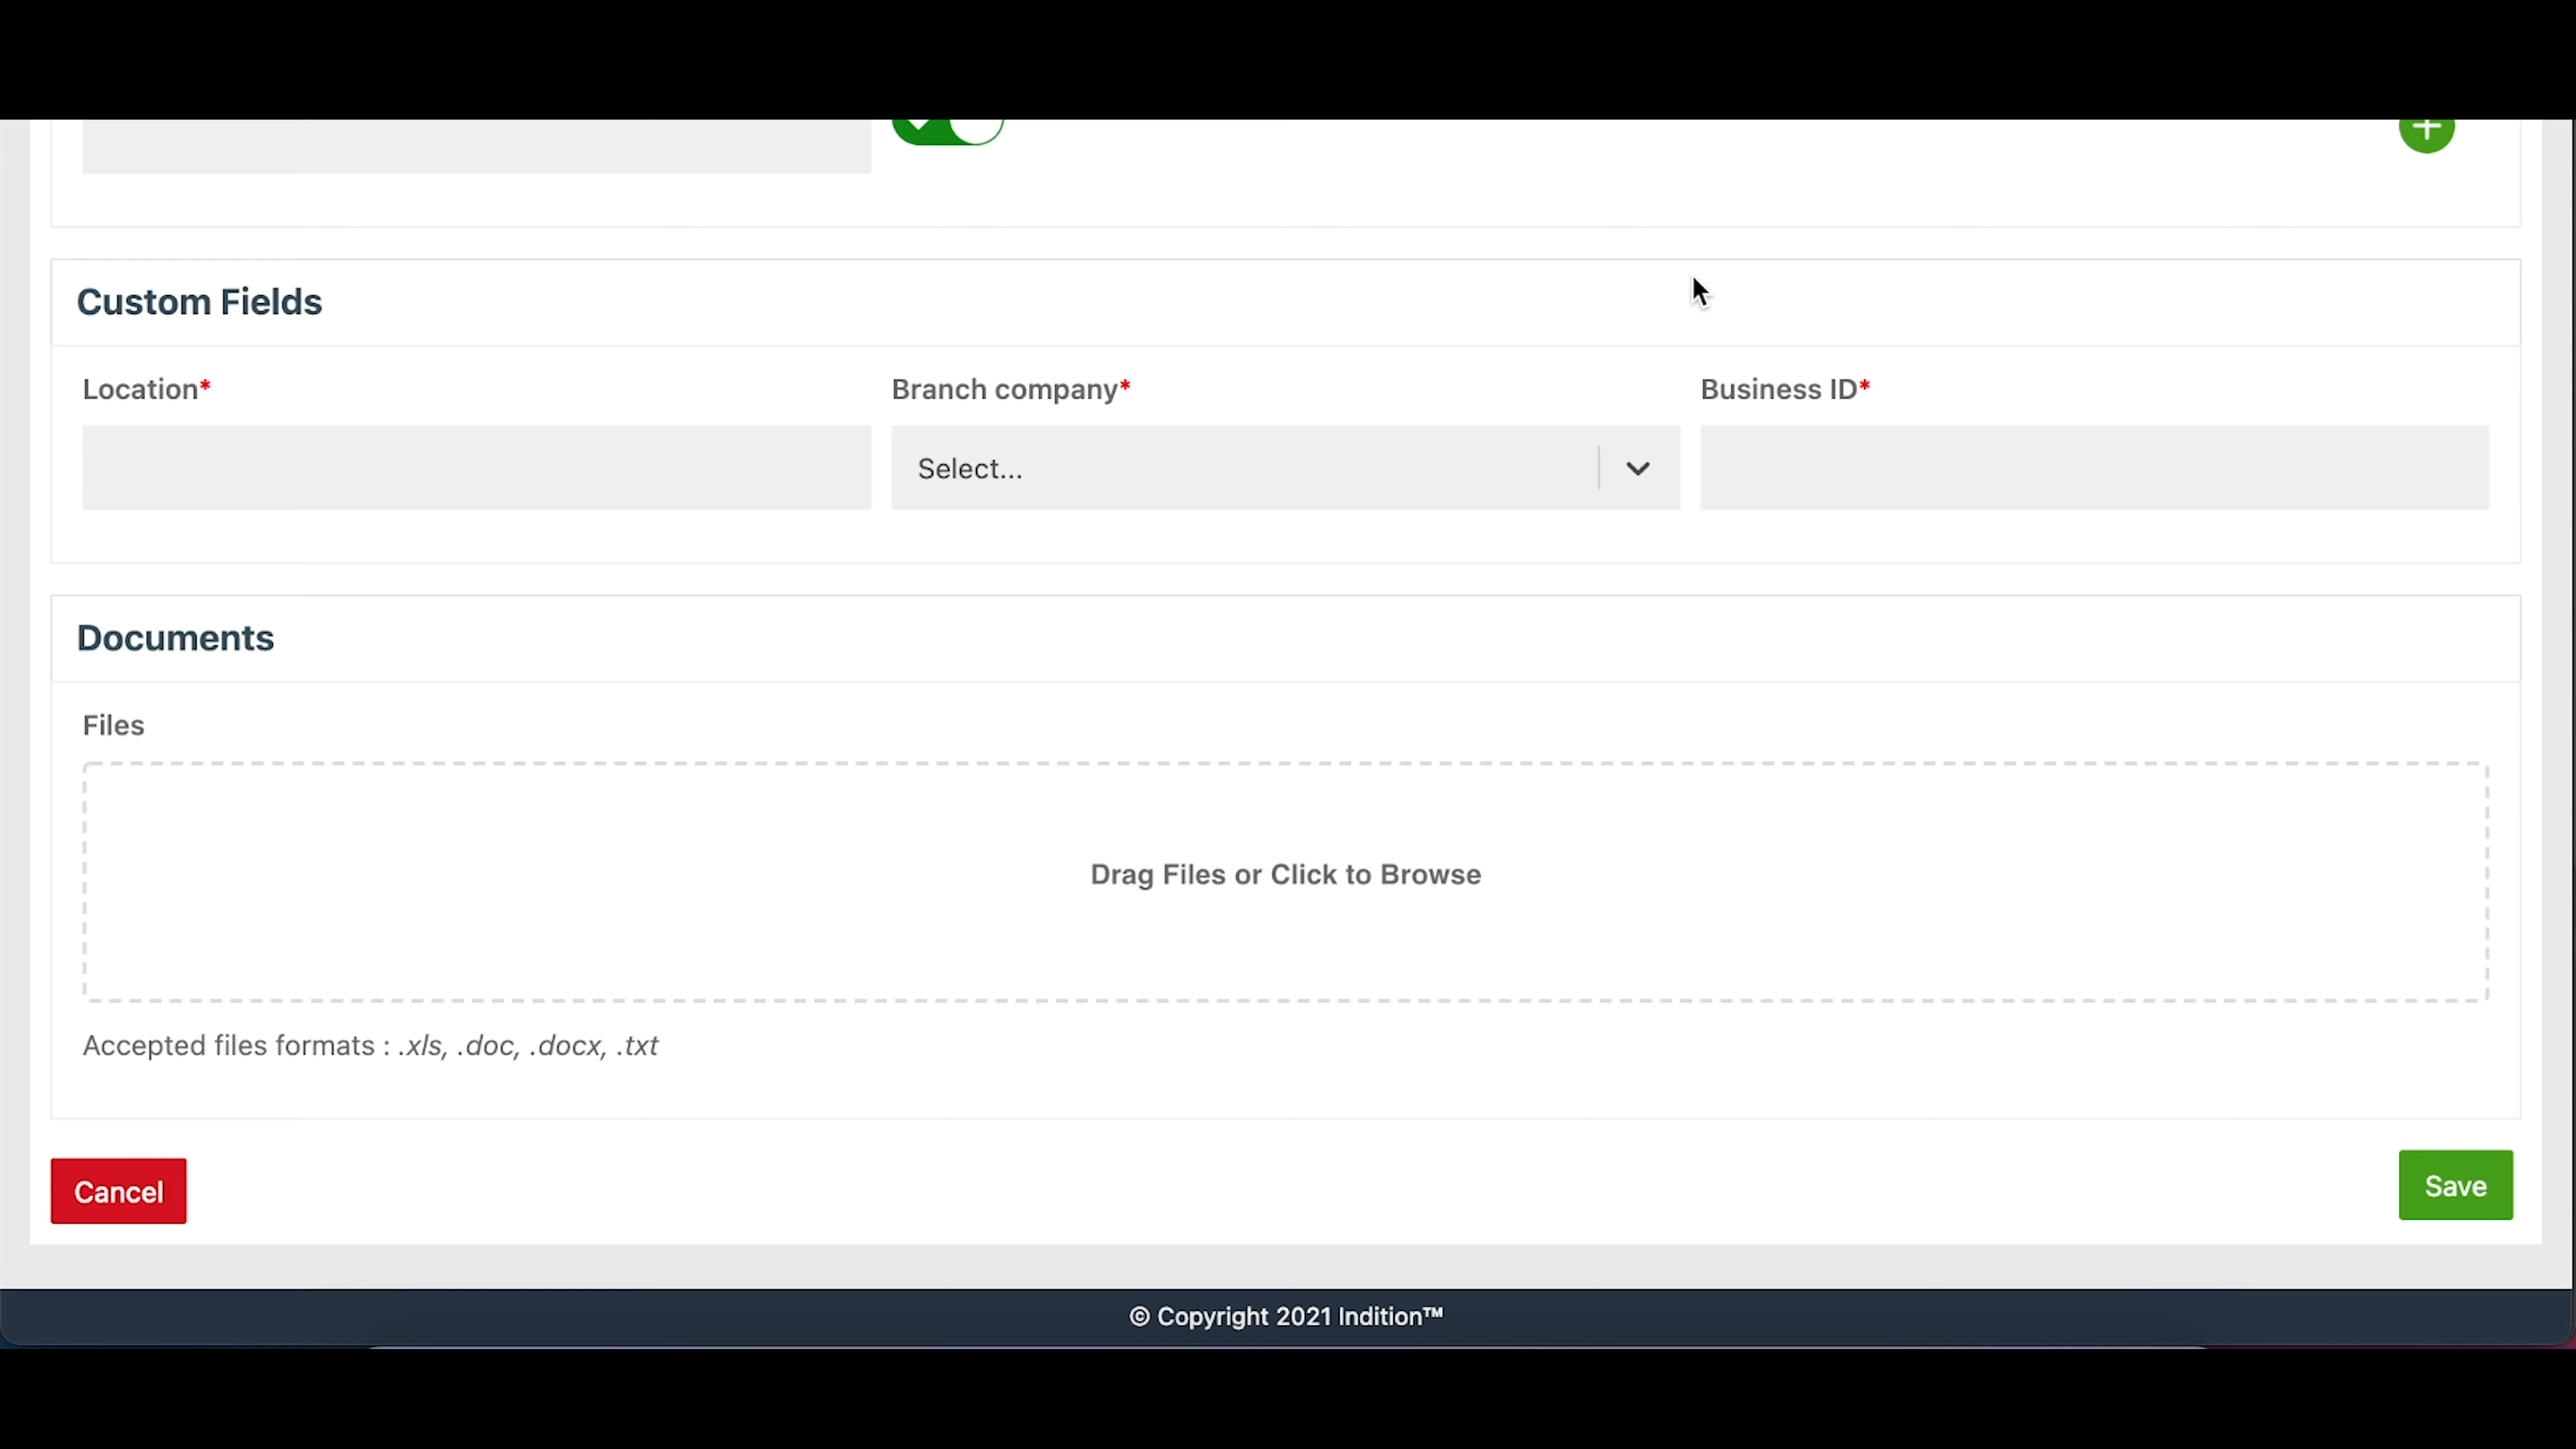 Custom Fields
Location*
Branch company*
Business ID*
Select...
Documents
Files
Drag Files or Click to Browse
Accepted files formats : .xls, .doc, .docx, .txt
Cancel
Save
© Copyright 2021 Indition™